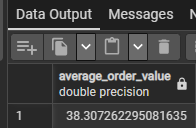 Data Output Messages N
average_order_value
double precision
1 38.307262295081635